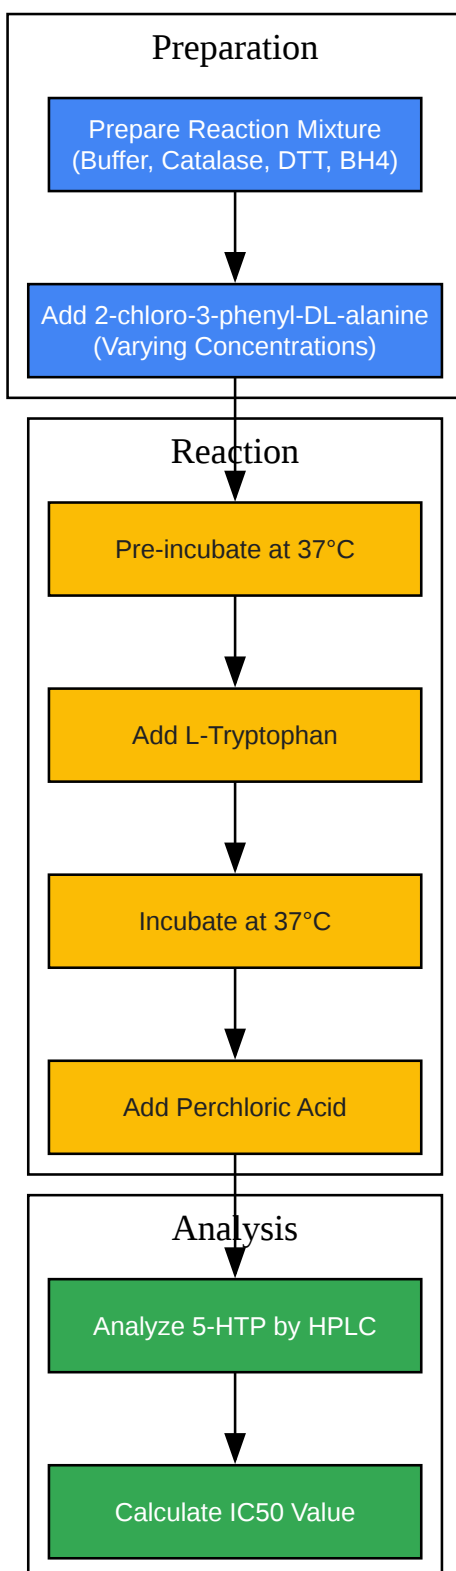 Preparation
Prepare Reaction Mixture
(Buffer, Catalase, DTT, BH4)
Add 2-chloro-3-phenyl-DL-alanine
(Varying Concentrations)
Reaction
Pre-incubate at 37°C
Add L-Tryptophan
Incubate at 37°C
Add Perchloric Acid
Analysis
Analyze 5-HTP by HPLC
Calculate IC50 Value